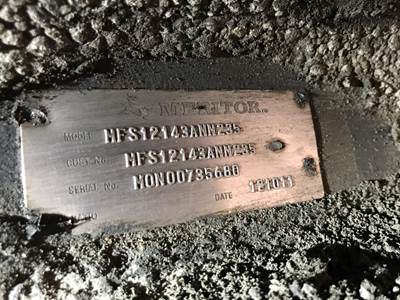 MERITOR
MODEL MFS12143ANN235
CUST. No. MFS12143ANN235
SERIAL No. MON00735680
DATE 121011